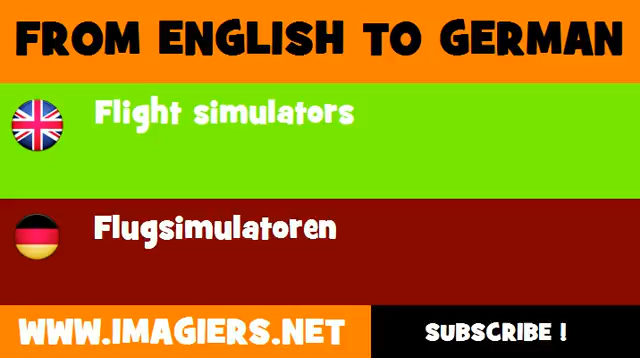 FROM ENGLISH TO GERMAN
Flight simulators
Flugsimulatoren
WWW.IMAGIERS.NET
SUBSCRIBE !